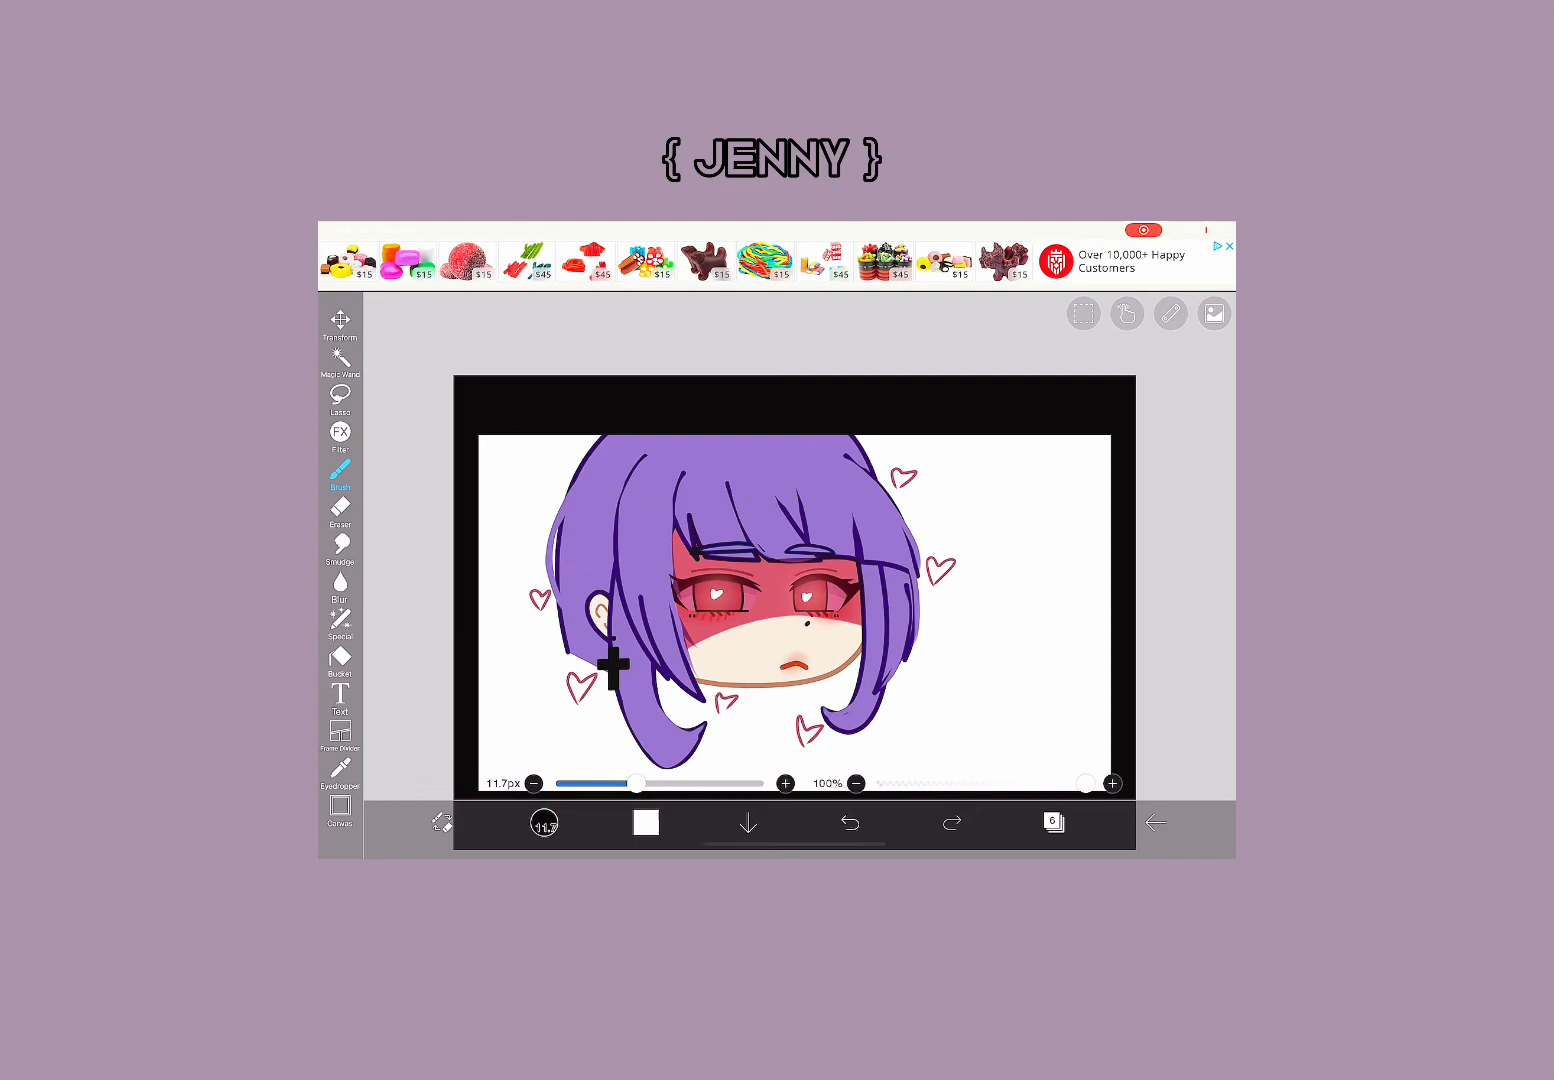 { JENNY }
$15
$15
$15
$45
$45
$15
$15
$15
$45
$45
$15
$15
Over 10,000+ Happy
Customers
Transform
Magic Wand
Lasso
FX
Filter
Brush
Eraser
Smudge
Blur
Special
Bucket
T
Text
Frame Divider
Eyedropper
Canvas
11.7px
100%
11.7
6